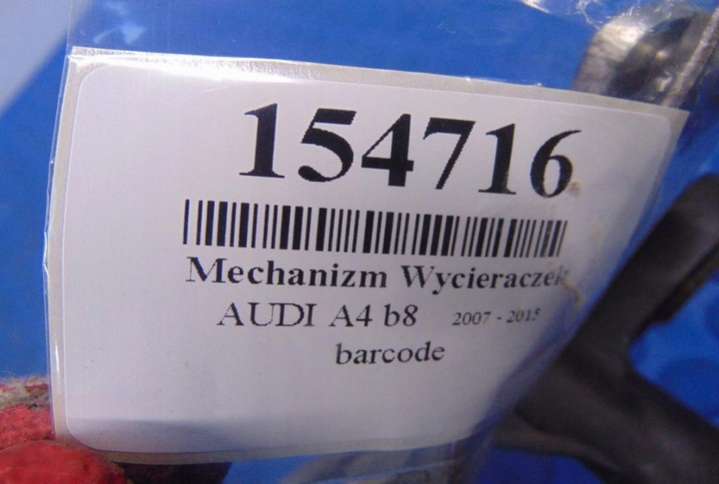 154716
Mechanizm Wycieraczek
AUDI A4 b8 2007 - 2015
barcode